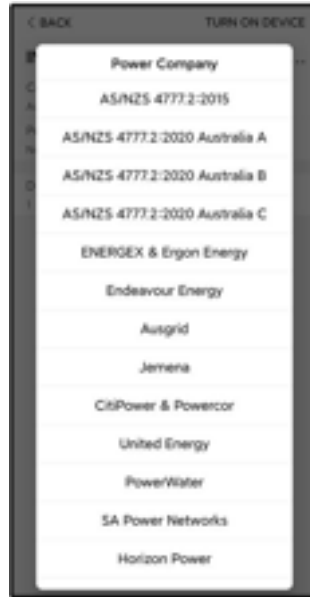 < BACK TURN ON DEVICE
Power Company
AS/NZS 4777.2:2015
AS/NZS 4777.2:2020 Australia A
AS/NZS 4777.2:2020 Australia B
AS/NZS 4777.2:2020 Australia C
ENERGEX & Ergon Energy
Endeavour Energy
Ausgrid
Jemena
CitiPower & Powercor
United Energy
PowerWater
SA Power Networks
Horizon Power